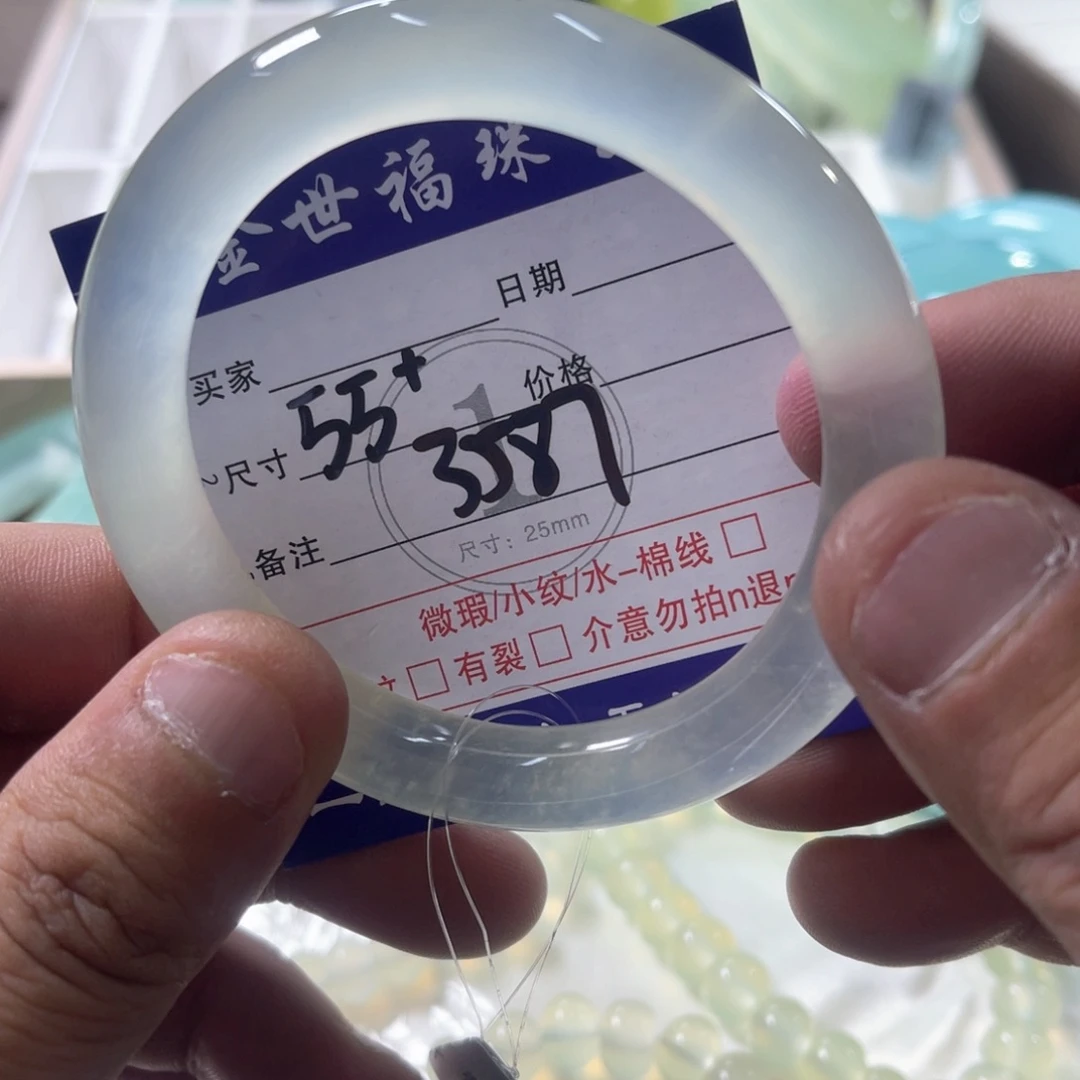 金世福珠
日期
买家
55+
价格
~尺寸
3587
1
备注
尺寸：25mm
微瑕/小纹/水-棉线 □
□有裂□ 介意勿拍n退